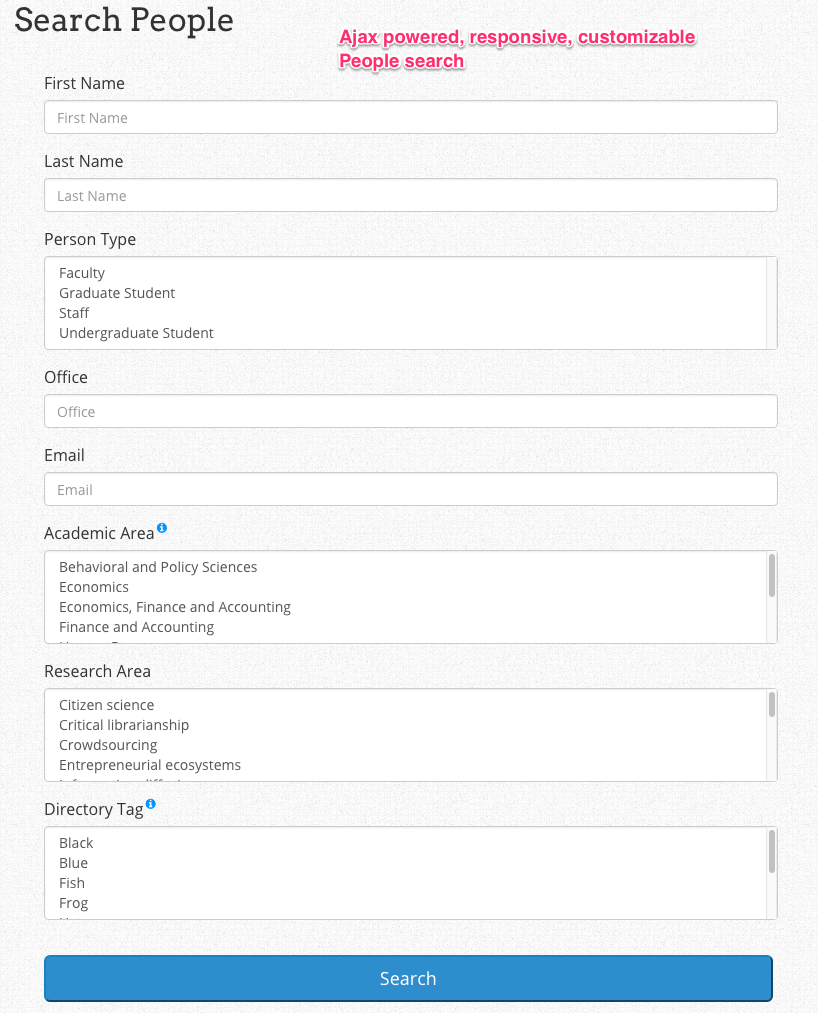 Search People
Ajax powered, responsive, customizable
People search
First Name
First Name
Last Name
Last Name
Person Type
Faculty
Graduate Student
Staff
Undergraduate Student
Office
Office
Email
Email
Academic Area
Behavioral and Policy Sciences
Economics
Economics, Finance and Accounting
Finance and Accounting
Research Area
Citizen science
Critical librarianship
Crowdsourcing
Entrepreneurial ecosystems
Directory Tag
Black
Blue
Fish
Frog
Search